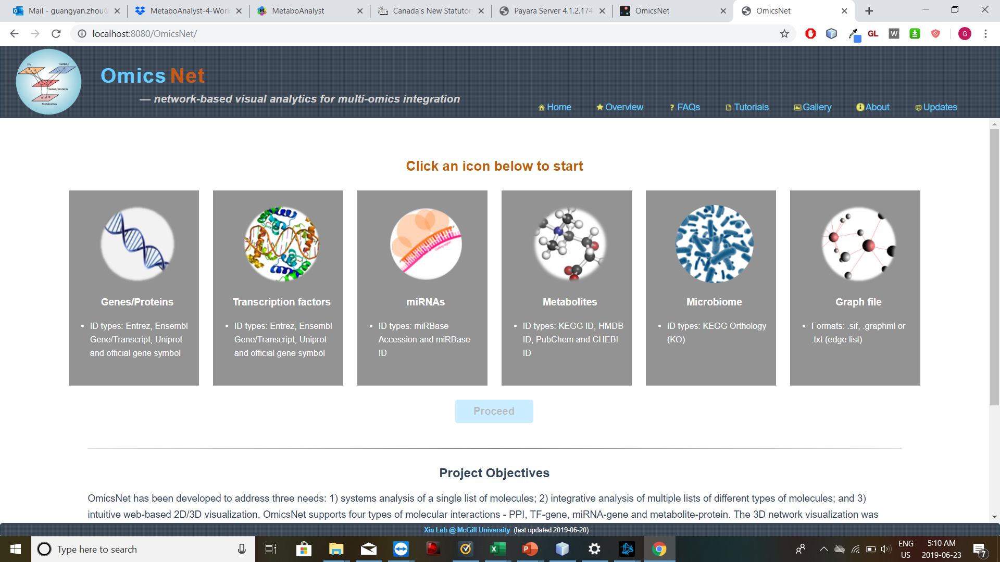 Mail - guangyan.zhou@
MetaboAnalyst-4-Work
MetaboAnalyst
Canada's New Statutor
Payara Server 4.1.2.174
OmicsNet
OmicsNet
localhost:8080/OmicsNet/
GL
W
G
TFs
miRNAs
Genes/proteins
Metabolites
OmicsNet
— network-based visual analytics for multi-omics integration
Home
Overview
? FAQs
Tutorials
Gallery
About
Updates
Click an icon below to start
Genes/Proteins
• ID types: Entrez, Ensembl
Gene/Transcript, Uniprot
and official gene symbol
Transcription factors
• ID types: Entrez, Ensembl
Gene/Transcript, Uniprot
and official gene symbol
miRNAs
• ID types: miRBase
Accession and miRBase
ID
Metabolites
• ID types: KEGG ID, HMDB
ID, PubChem and CHEBI
ID
Microbiome
• ID types: KEGG Orthology
(KO)
Graph file
• Formats: .sif, .graphml or
.txt (edge list)
Proceed
Project Objectives
OmicsNet has been developed to address three needs: 1) systems analysis of a single list of molecules; 2) integrative analysis of multiple lists of different types of molecules; and 3)
intuitive web-based 2D/3D visualization. OmicsNet supports four types of molecular interactions - PPI, TF-gene, miRNA-gene and metabolite-protein. The 3D network visualization was
Xia Lab @ McGill University (last updated 2019-06-20)
Type here to search
ENG
US
5:10 AM
2019-06-23
7